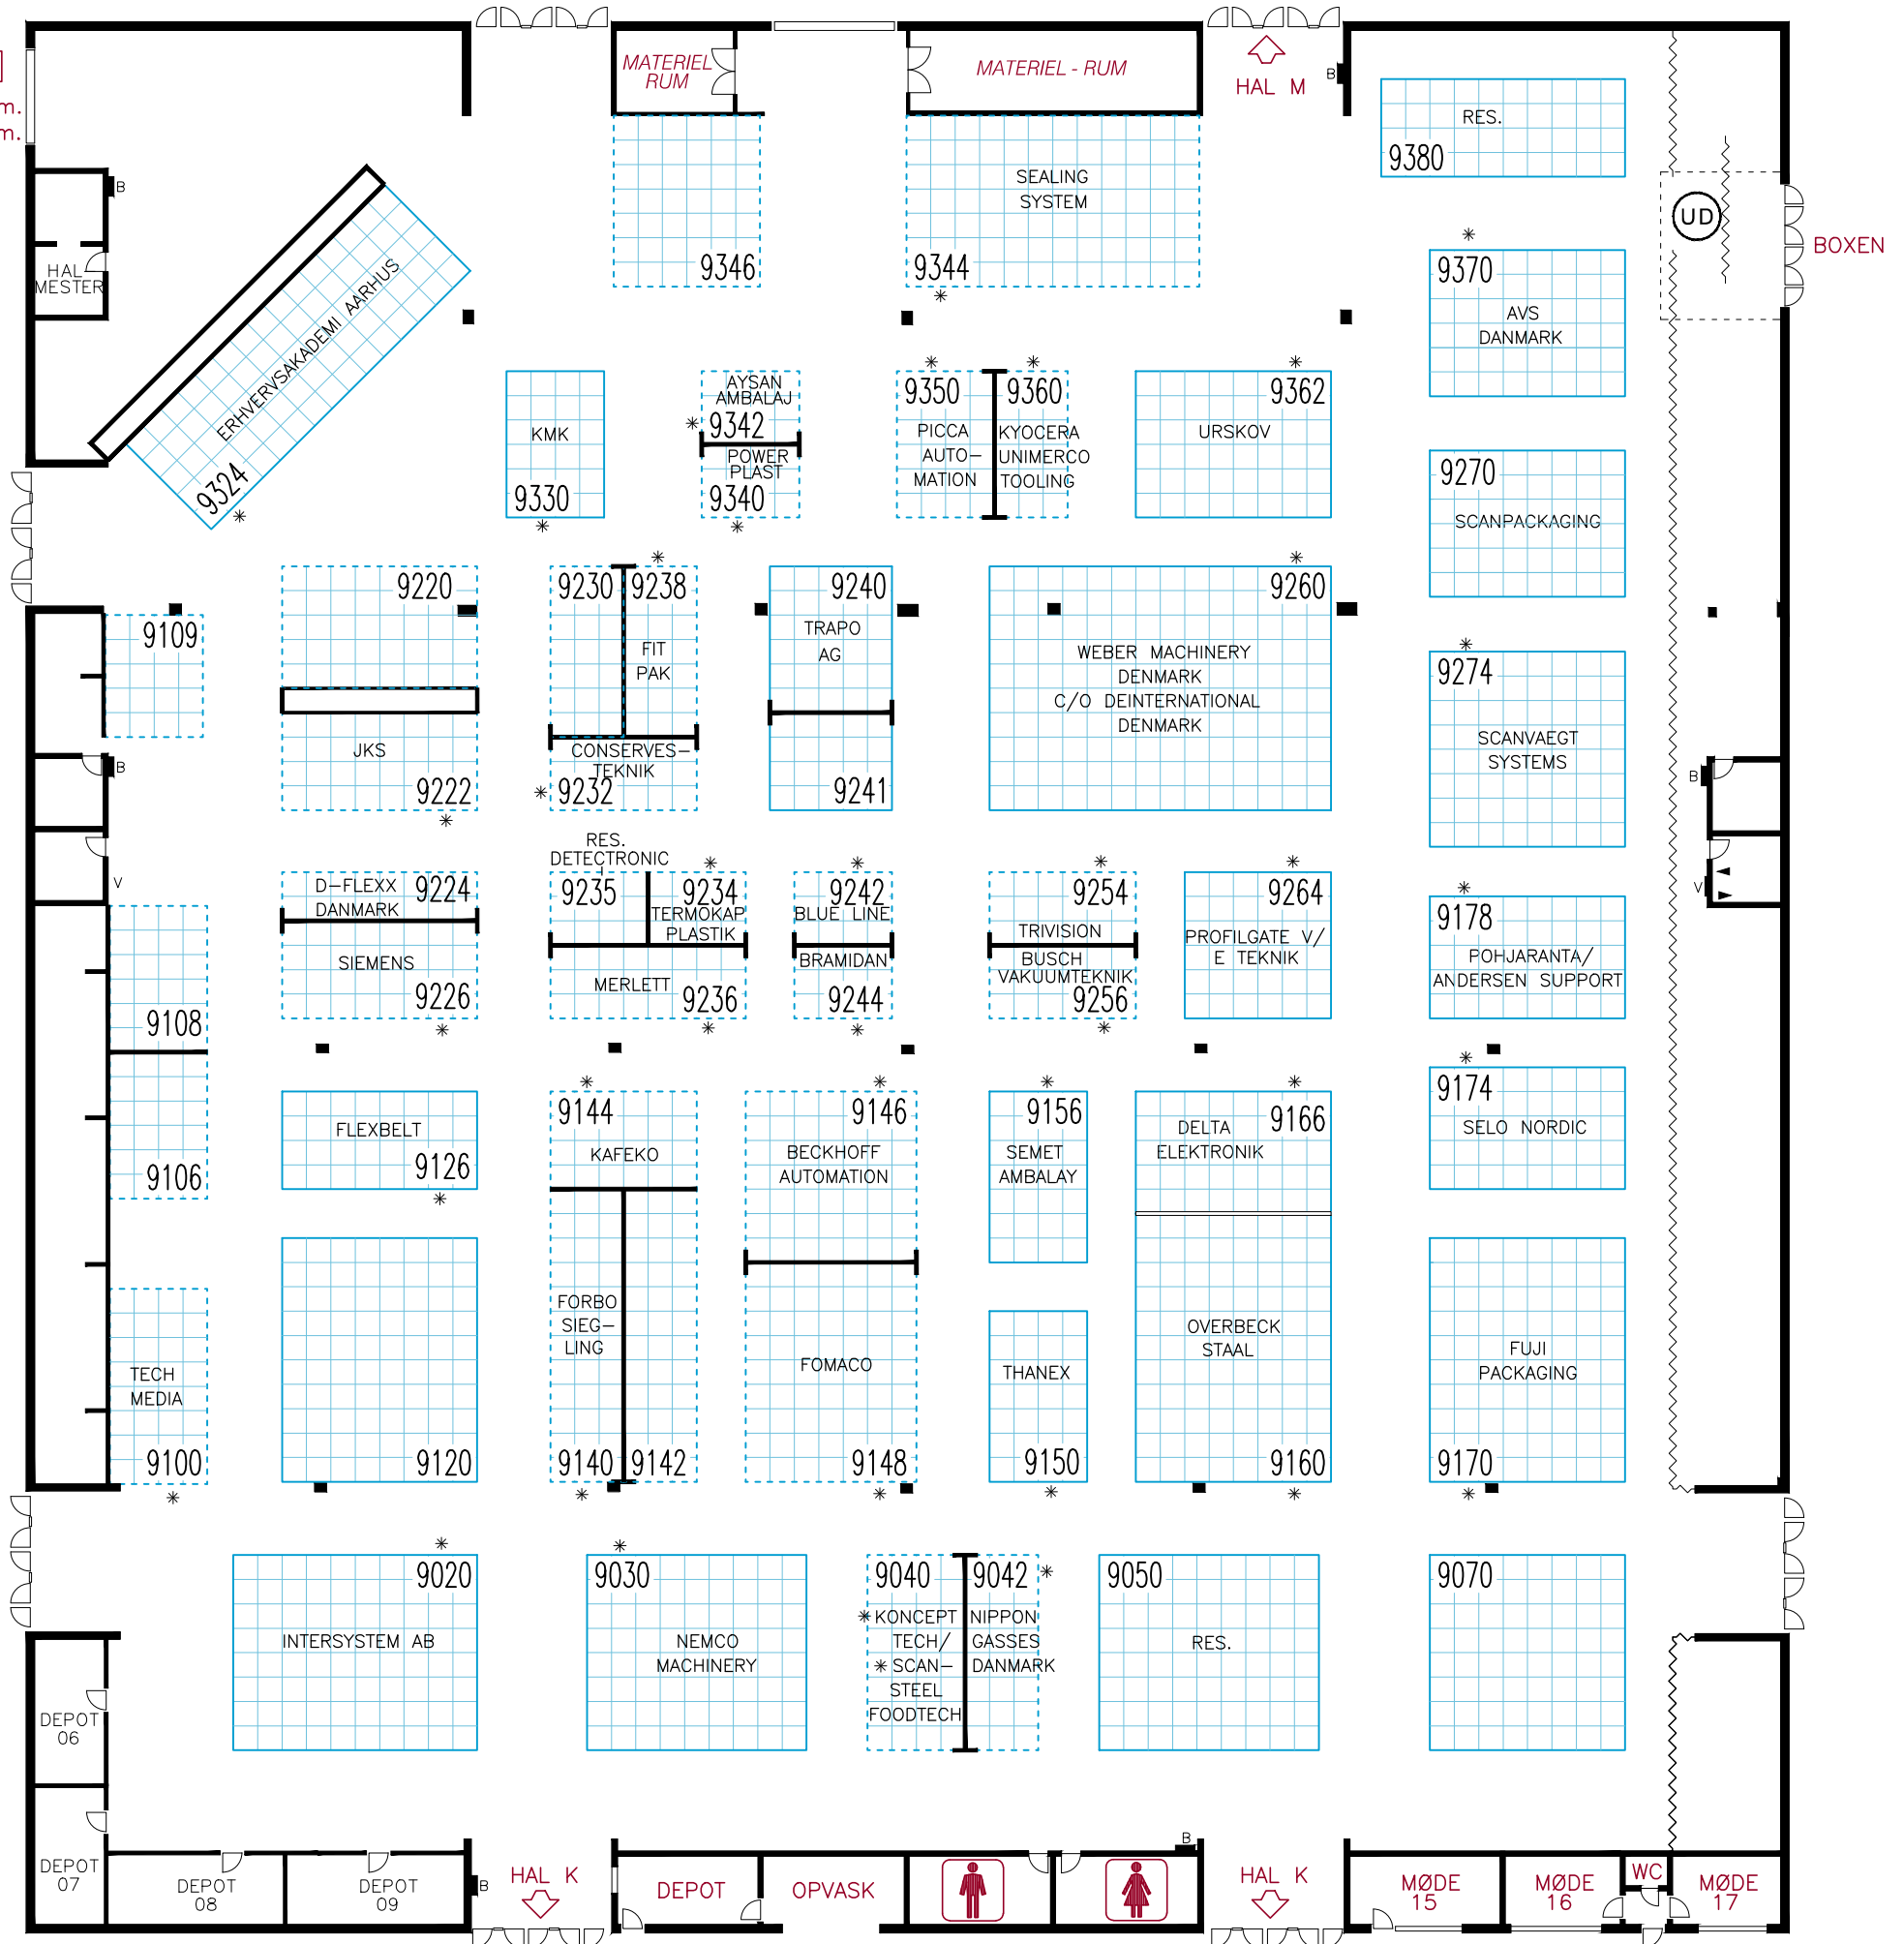 m.
m.
MATERIEL
RUM
MATERIEL - RUM
HAL M
B
RES.
9380
B
HAL
MESTER
SEALING
SYSTEM
9346
9344
UD
BOXEN
ERHVERVSAKADEMI AARHUS
9324
9370
AVS
DANMARK
KMK
9330
AYSAN
AMBALAJ
9342
POWER
PLAST
9340
9350
PICCA
AUTO-
MATION
9360
KYOCERA
UNIMERCO
TOOLING
9362
URSKOV
9270
SCANPACKAGING
9109
9220
JKS
9222
9230
9238
FIT
PAK
CONSERVES-
TEKNIK
9232
9240
TRAPO
AG
9241
9260
WEBER MACHINERY
DENMARK
C/O DEINTERNATIONAL
DENMARK
9274
SCANVAEGT
SYSTEMS
B
B
V
V
D-FLEXX
DANMARK
9224
SIEMENS
9226
RES.
DETECTRONIC
9235
9234
TERMOKAP
PLASTIK
MERLETT
9236
9242
BLUE LINE
BRAMIDAN
9244
9254
TRIVISION
BUSCH
VAKUUMTEKNIK
9256
9264
PROFILGATE V/
E TEKNIK
9178
POHJARANTA/
ANDERSEN SUPPORT
9108
9106
FLEXBELT
9126
9144
KAFEKO
9146
BECKHOFF
AUTOMATION
9156
SEMET
AMBALAY
DELTA
ELEKTRONIK
9166
9174
SELO NORDIC
TECH
MEDIA
9100
9120
FORBO
SIEG-
LING
9140
9142
FOMACO
9148
THANEX
9150
OVERBECK
STAAL
9160
FUJI
PACKAGING
9170
9020
INTERSYSTEM AB
9030
NEMCO
MACHINERY
9040
* KONCEPT
TECH/
* SCAN-
STEEL
FOODTECH
9042
NIPPON
GASSES
DANMARK
9050
RES.
9070
DEPOT
06
DEPOT
07
DEPOT
08
DEPOT
09
B
HAL K
DEPOT
OPVASK
B
HAL K
MØDE
15
MØDE
16
WC
MØDE
17